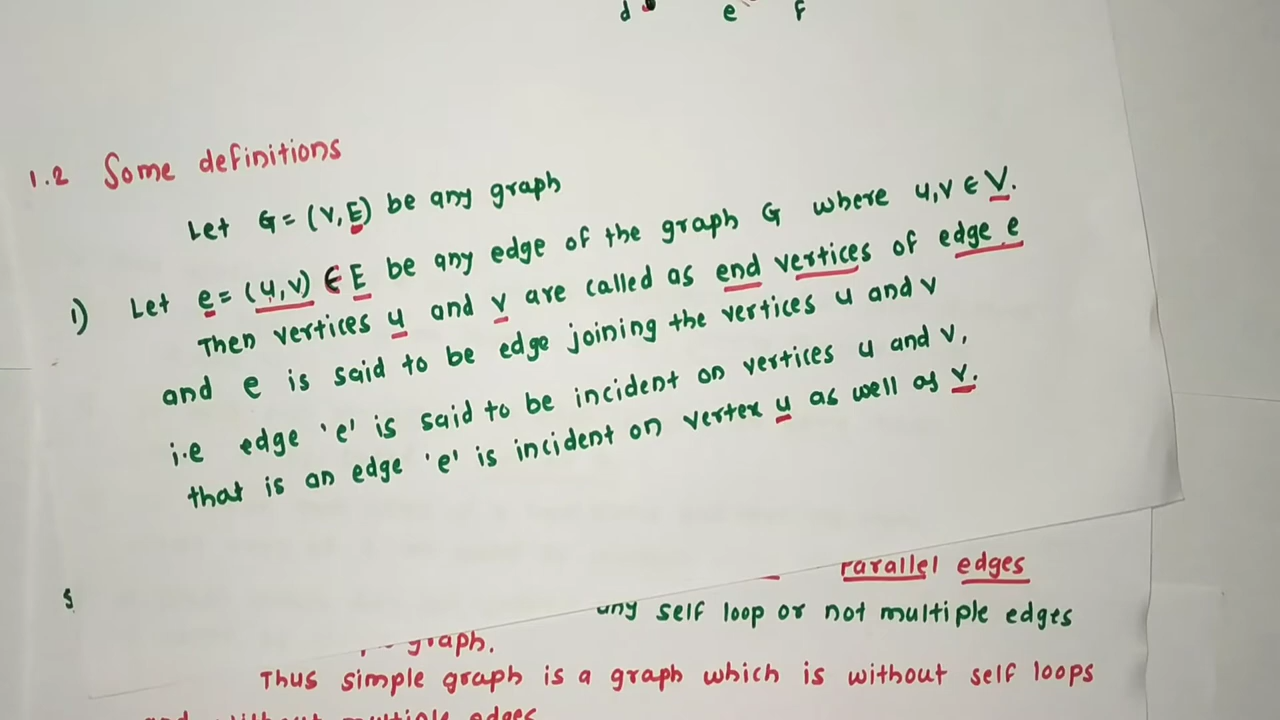 d e f
1.2 Some definitions
Let G = (V, E) be any graph
1) Let e = (u,v) ∈ E be any edge of the graph G where u,v ∈ V.
Then vertices u and v are called as end vertices of edge e
and e is said to be edge joining the vertices u and v
i.e edge 'e' is said to be incident on vertices u and v,
that is an edge 'e' is incident on vertex u as well as v.
parallel edges
s any self loop or not multiple edges
graph.
Thus simple graph is a graph which is without self loops
and without multiple edges